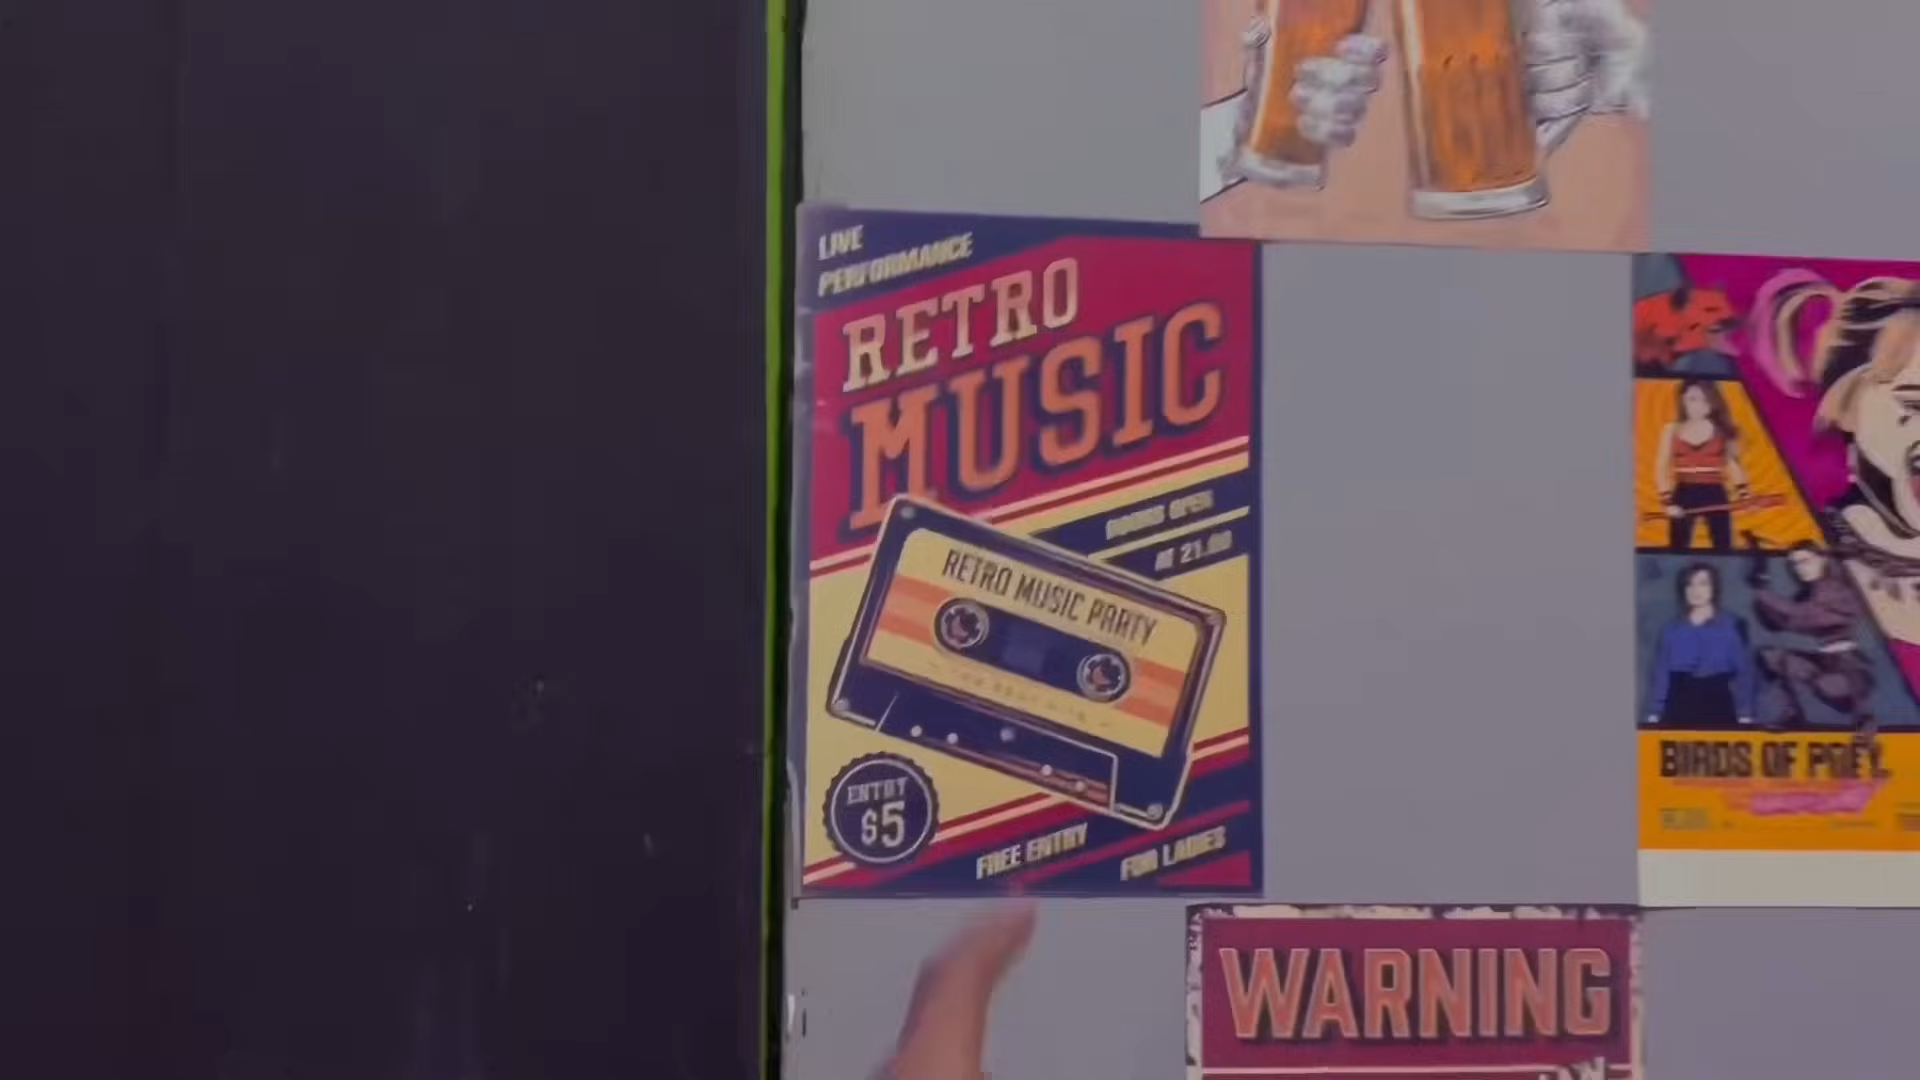 LIVE
PERFORMANCE
RETRO
MUSIC
DOORS OPEN
AT 21.00
RETRO MUSIC PARTY
ENTRY
$5
FREE ENTRY
FOR LADIES
BIRDS OF PREY
WARNING